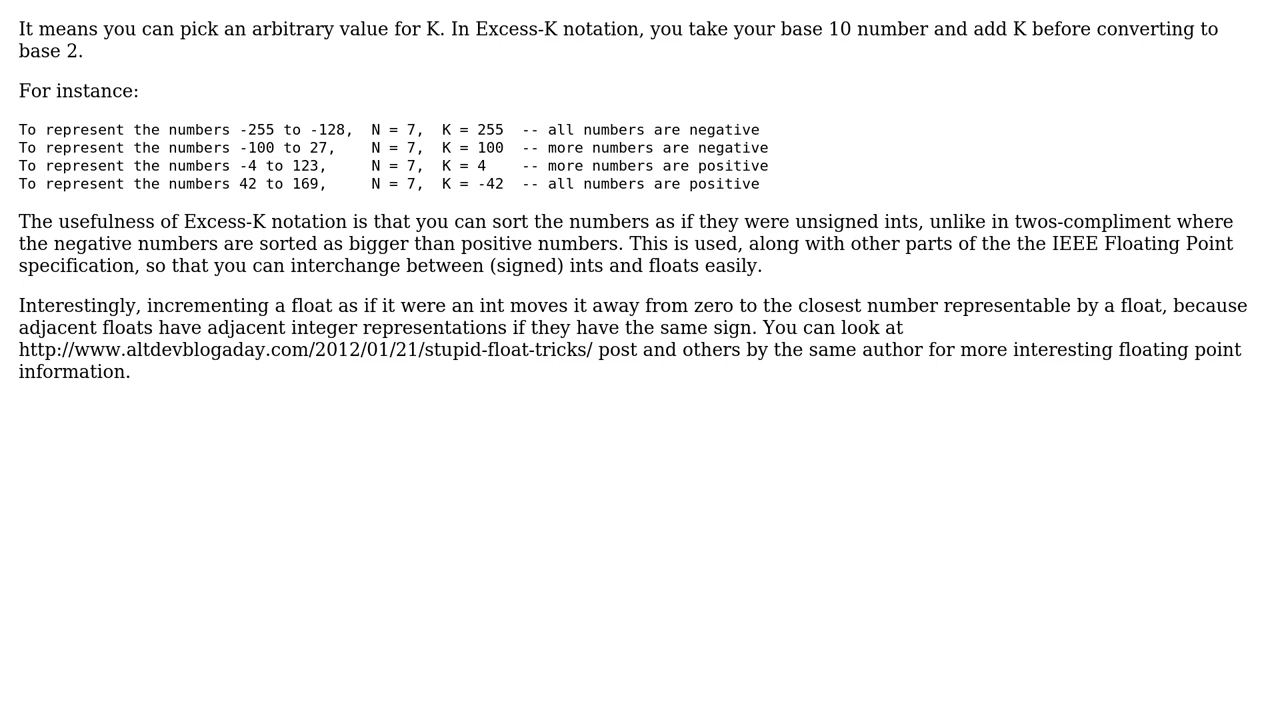 It means you can pick an arbitrary value for K. In Excess-K notation, you take your base 10 number and add K before converting to
base 2.
For instance:
To represent the numbers -255 to -128,  N = 7,  K = 255  -- all numbers are negative
To represent the numbers -100 to 27,    N = 7,  K = 100  -- more numbers are negative
To represent the numbers -4 to 123,     N = 7,  K = 4    -- more numbers are positive
To represent the numbers 42 to 169,     N = 7,  K = -42  -- all numbers are positive
The usefulness of Excess-K notation is that you can sort the numbers as if they were unsigned ints, unlike in twos-compliment where
the negative numbers are sorted as bigger than positive numbers. This is used, along with other parts of the the IEEE Floating Point
specification, so that you can interchange between (signed) ints and floats easily.
Interestingly, incrementing a float as if it were an int moves it away from zero to the closest number representable by a float, because
adjacent floats have adjacent integer representations if they have the same sign. You can look at
http://www.altdevblogaday.com/2012/01/21/stupid-float-tricks/ post and others by the same author for more interesting floating point
information.